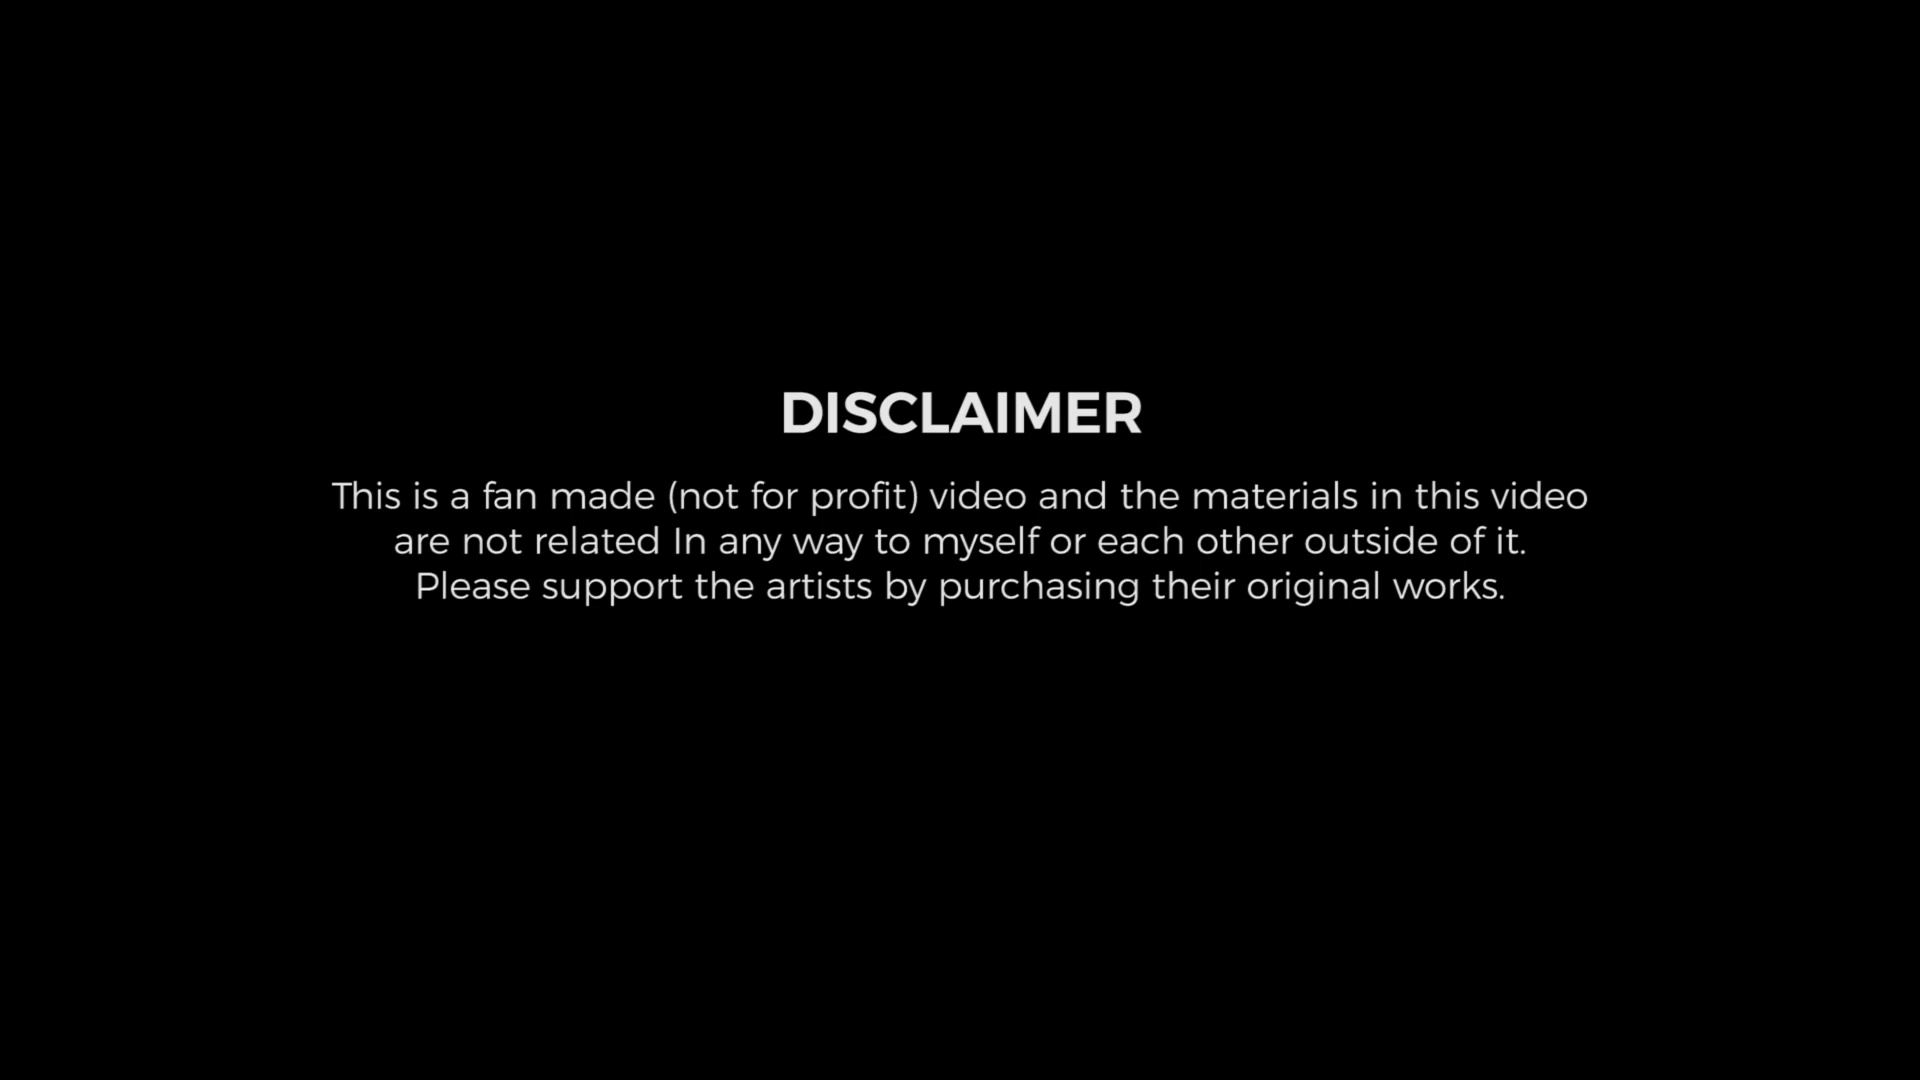 DISCLAIMER
This is a fan made (not for profit) video and the materials in this video
are not related In any way to myself or each other outside of it.
Please support the artists by purchasing their original works.